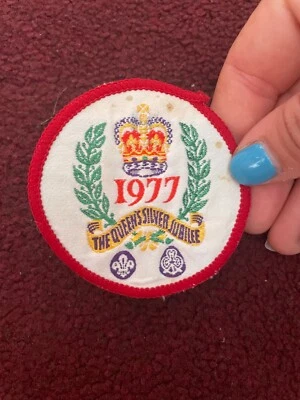 1977
THE QUEEN'S SILVER JUBILEE